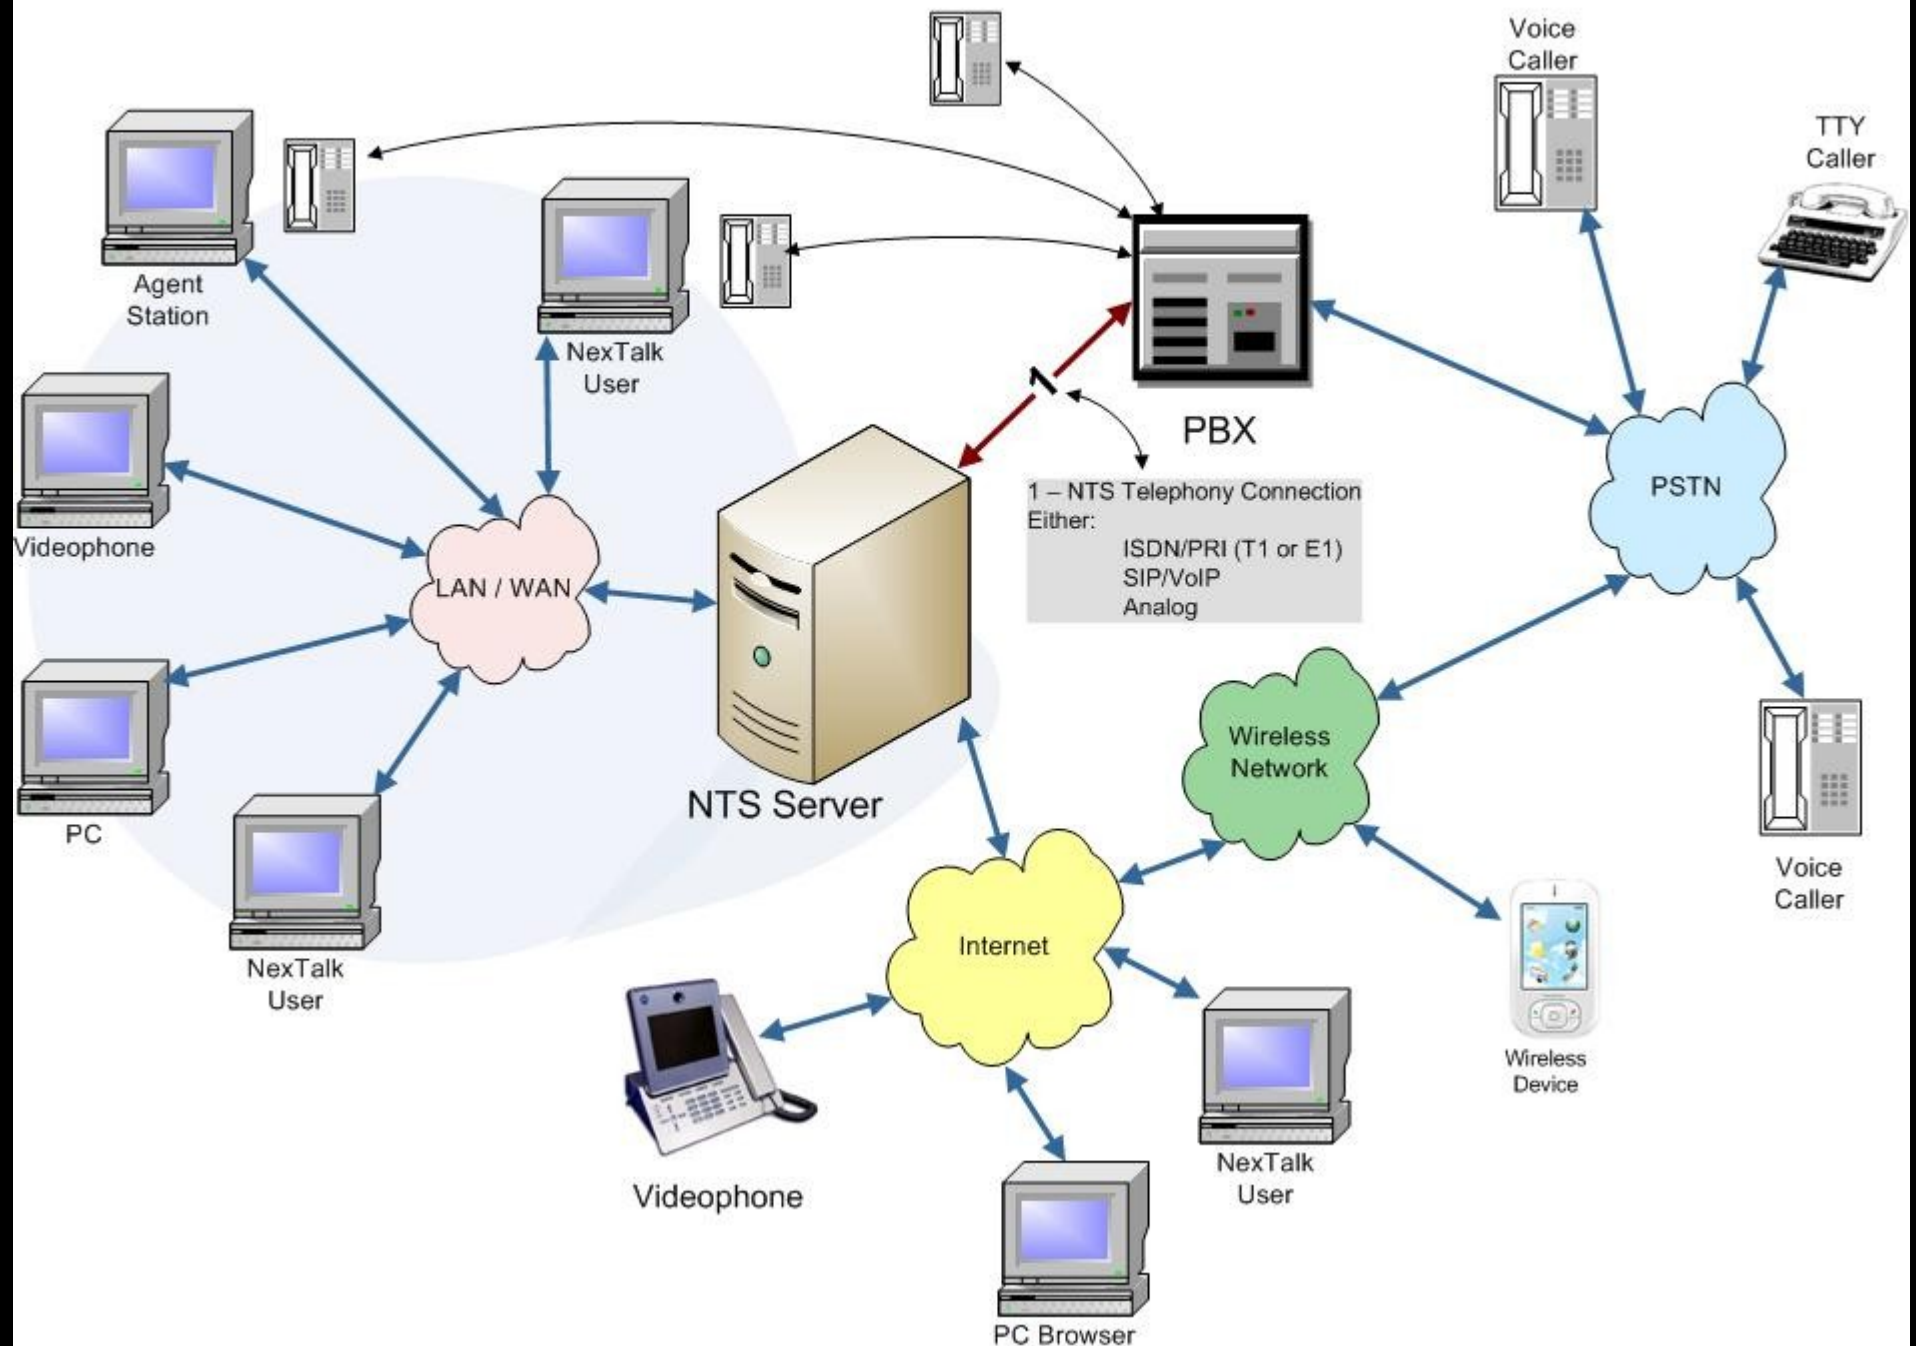 Voice
Caller
TTY
Caller
Agent
Station
NexTalk
User
PBX
1
1 – NTS Telephony Connection
Either:
ISDN/PRI (T1 or E1)
SIP/VoIP
Analog
PSTN
Videophone
LAN / WAN
Wireless
Network
NTS Server
PC
Voice
Caller
Internet
NexTalk
User
Wireless
Device
NexTalk
User
Videophone
PC Browser